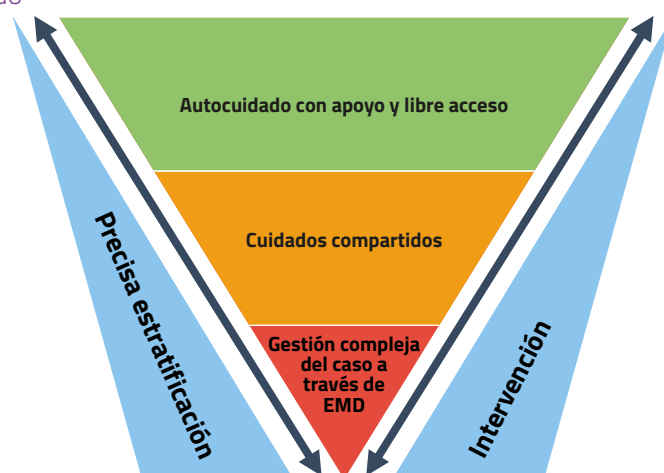 Autocuidado con apoyo y libre acceso
Cuidados compartidos
Gestión compleja
del caso a
través de
EMD
Precisa estratificación
Intervención